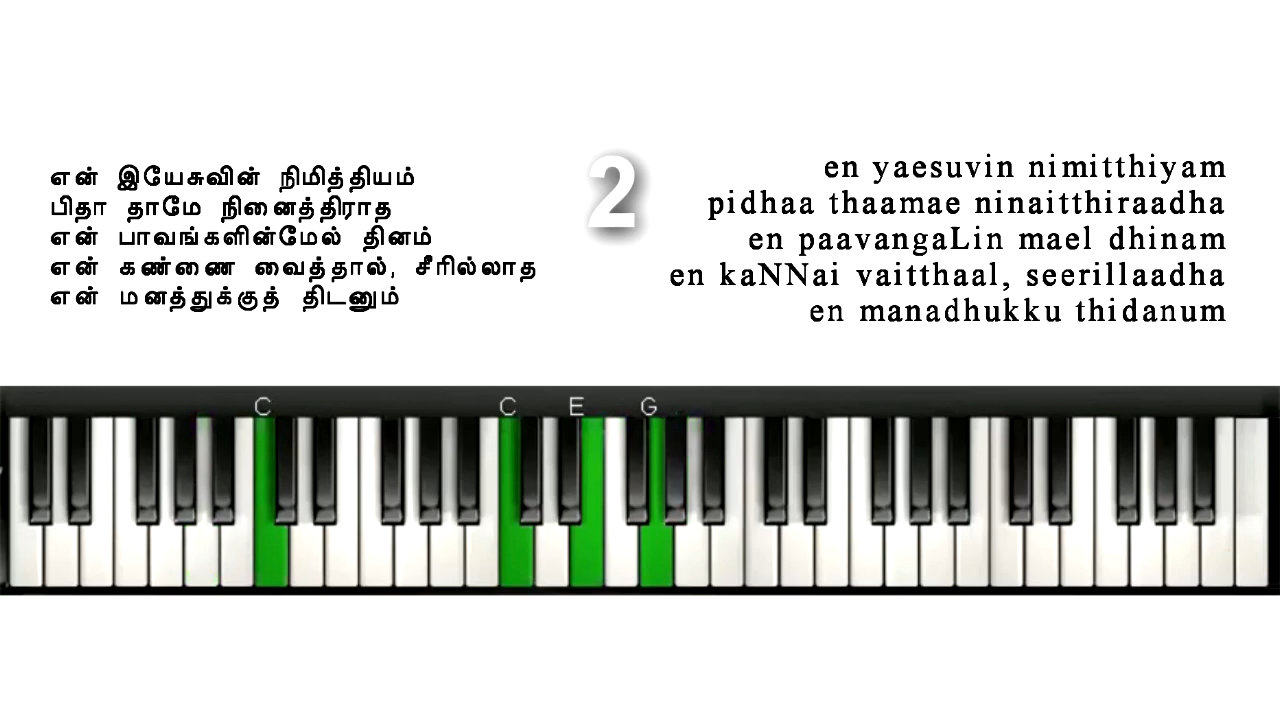 என் இயேசுவின் நிமித்தியம்
பிதா தாமே நினைத்திராத
என் பாவங்களின்மேல் தினம்
என் கண்ணை வைத்தால், சீரில்லாத
என் மனத்துக்குத் திடனும்
2
en yaesuvin nimitthiyam
pidhaa thaamae ninaitthiraadha
en paavangaLin mael dhinam
en kaNNai vaitthaal, seerillaadha
en manadhukku thidanum
C C E G